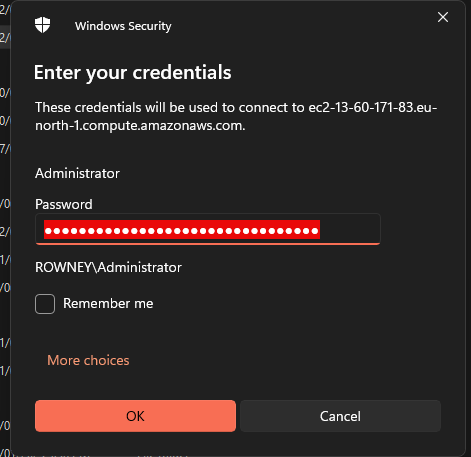 Windows Security
Enter your credentials
These credentials will be used to connect to ec2-13-60-171-83.eu-
north-1.compute.amazonaws.com.
Administrator
Password
ROWNEY\Administrator
Remember me
More choices
OK
Cancel